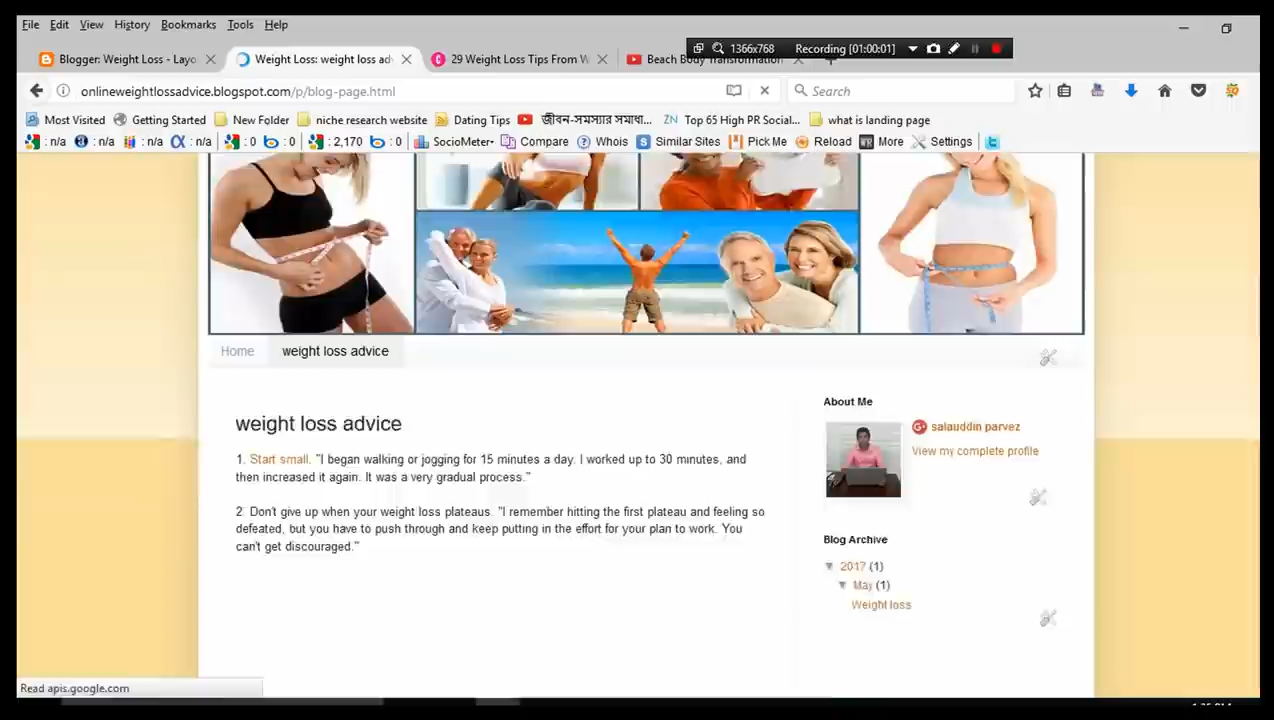 File Edit View History Bookmarks Tools Help
1366x768 Recording [01:00:01]
Blogger: Weight Loss - Layo
Weight Loss: weight loss ad
29 Weight Loss Tips From W
Beach Body Transformation
onlineweightlossadvice.blogspot.com/p/blog-page.html
Search
Most Visited Getting Started New Folder niche research website Dating Tips জীবন-সমস্যার সমাধা... ZN Top 65 High PR Social... what is landing page
: n/a : n/a : n/a : n/a : 0 : 0 : 2,170 : 0 SocioMeter Compare Whois Similar Sites Pick Me Reload WR More Settings
Home weight loss advice
weight loss advice
1. Start small. "I began walking or jogging for 15 minutes a day. I worked up to 30 minutes, and
then increased it again. It was a very gradual process."
2. Don't give up when your weight loss plateaus. "I remember hitting the first plateau and feeling so
defeated, but you have to push through and keep putting in the effort for your plan to work. You
can't get discouraged."
About Me
G+ salauddin parvez
View my complete profile
Blog Archive
▼ 2017 (1)
▼ May (1)
Weight loss
Read apis.google.com